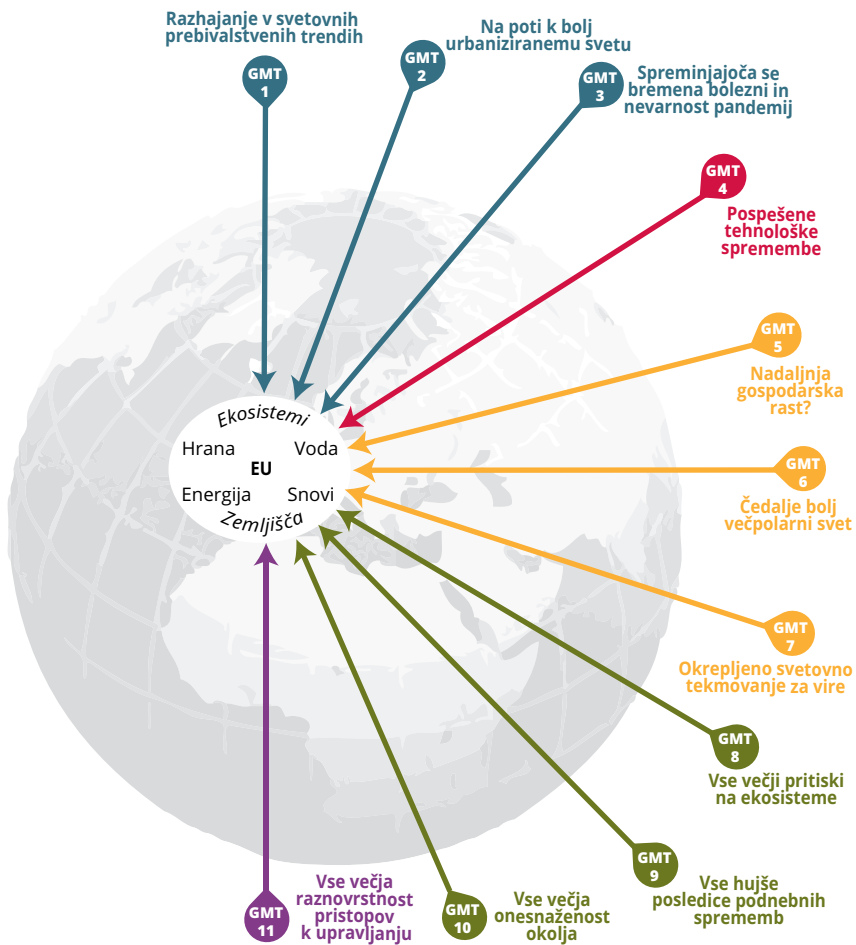 Razhajanje v svetovnih
prebivalstvenih trendih
GMT
1
Na poti k bolj
urbaniziranemu svetu
GMT
2
Spreminjajoča se
bremena bolezni in
nevarnost pandemij
GMT
3
GMT
4
Pospešene
tehnološke
spremembe
GMT
5
Nadaljnja
gospodarska
rast?
Ekosistemi
Hrana
Voda
EU
Energija
Snovi
Zemljišča
GMT
6
Čedalje bolj
večpolarni svet
GMT
7
Okrepljeno svetovno
tekmovanje za vire
GMT
8
Vse večji pritiski
na ekosisteme
GMT
9
Vse hujše
posledice podnebnih
sprememb
GMT
10
Vse večja
onesnaženost
okolja
GMT
11
Vse večja
raznovrstnost
pristopov
k upravljanju